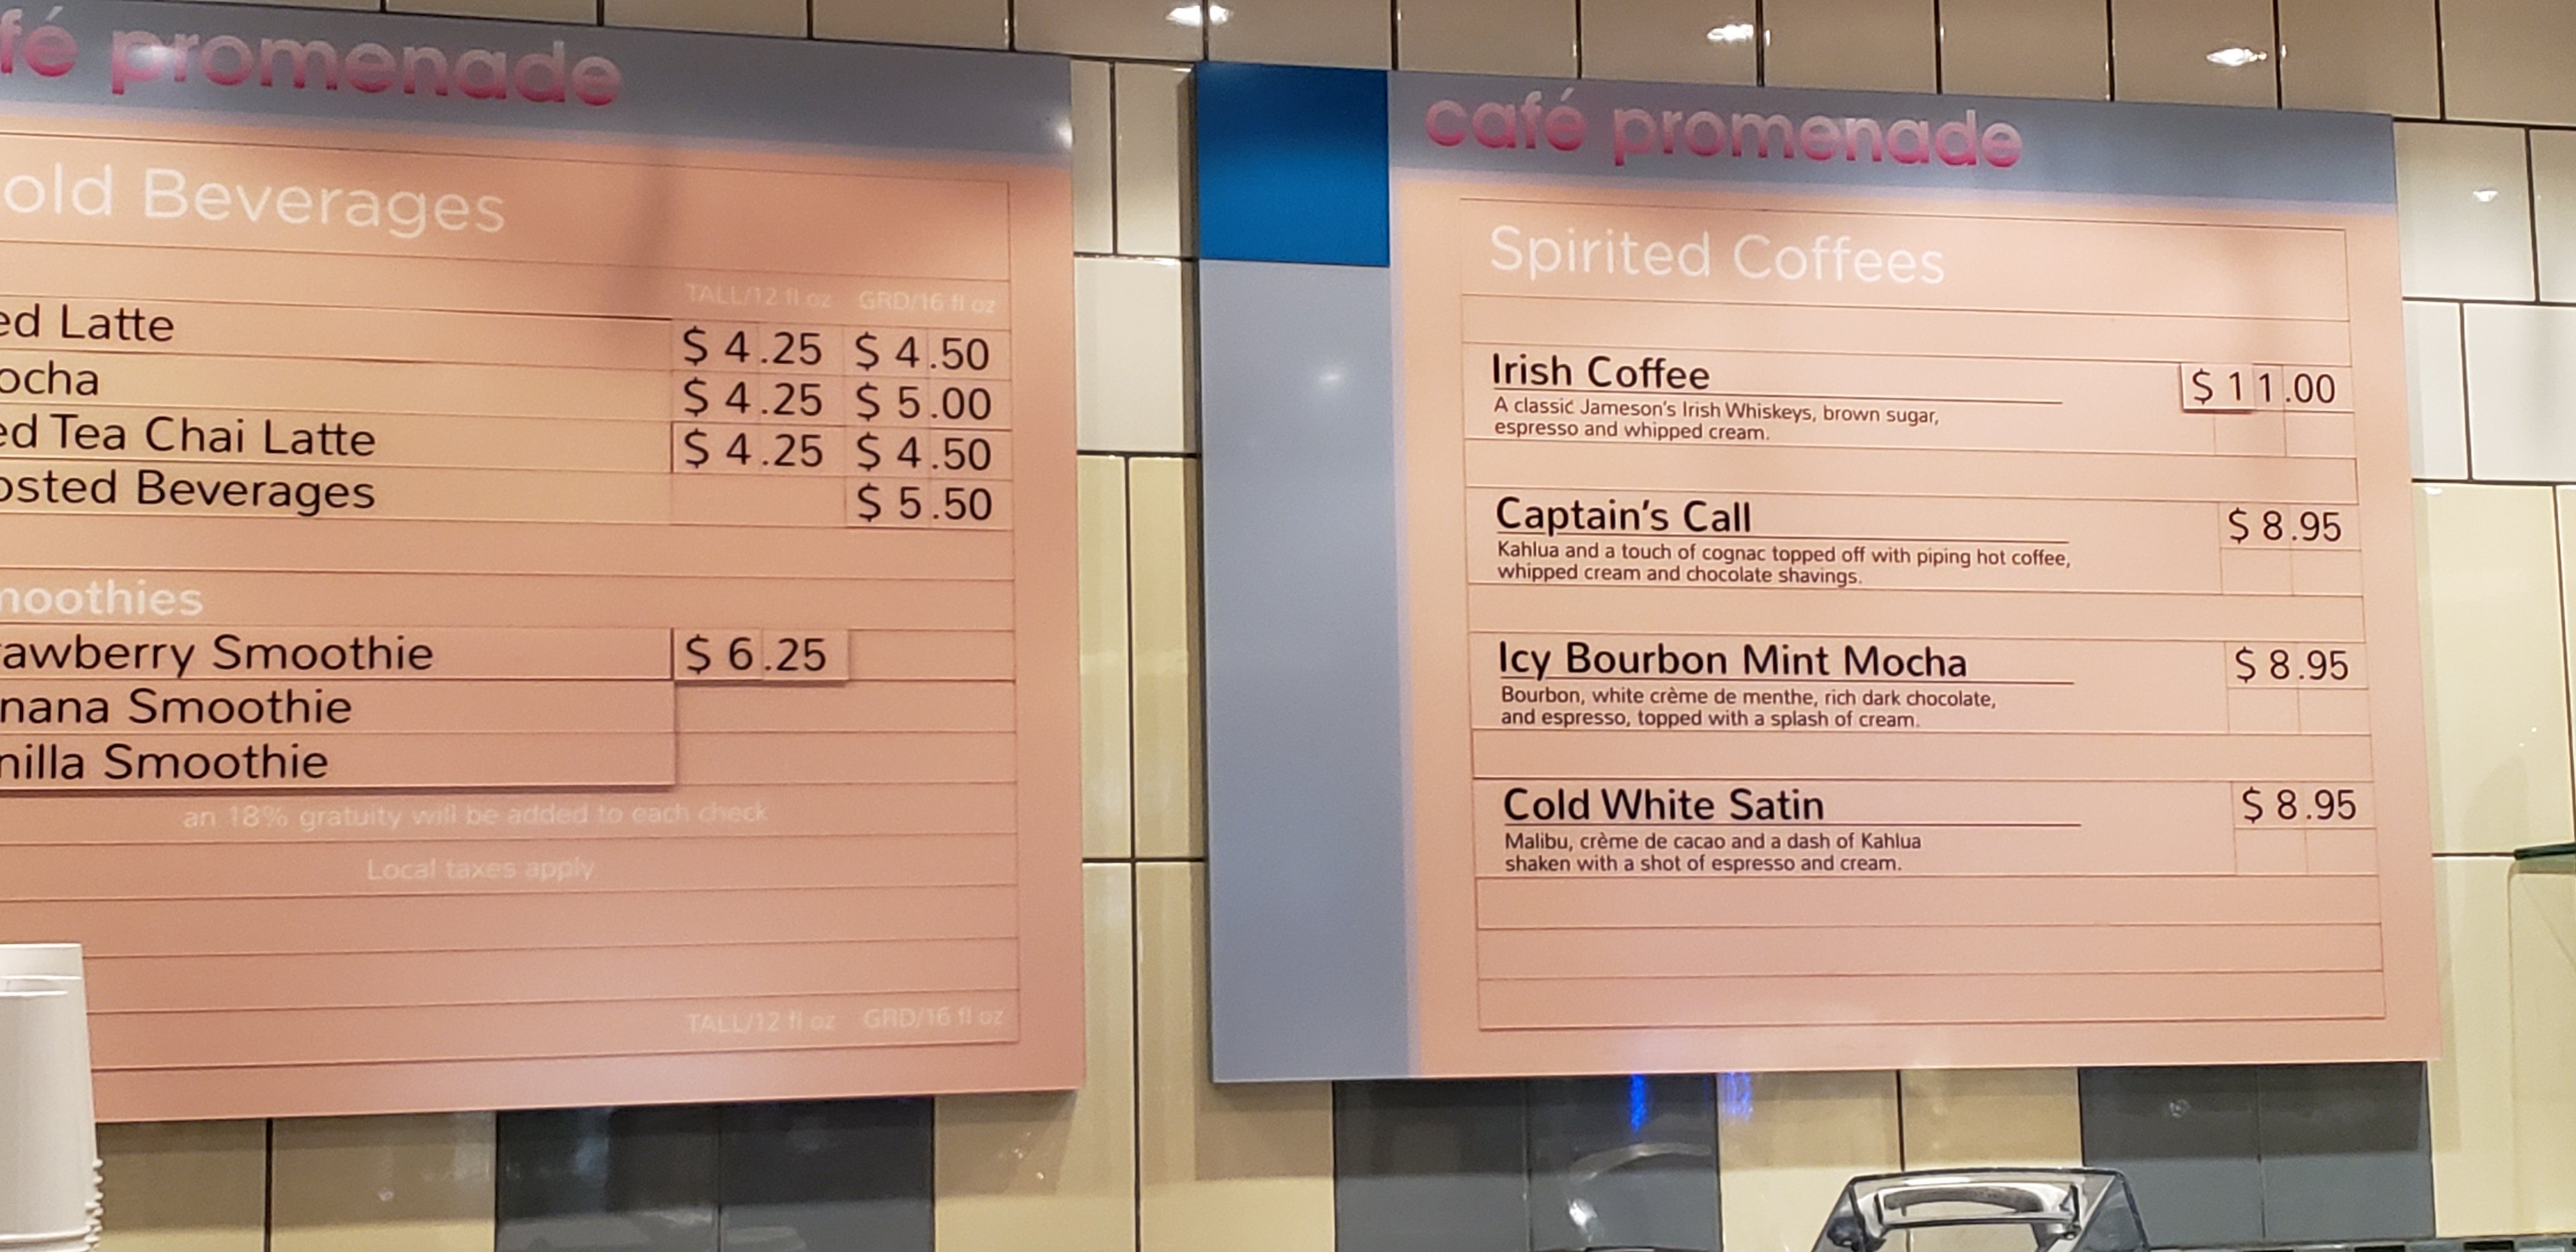 fé promenade
old Beverages
TALL/12 fl oz GRD/16 fl oz
ed Latte $4.25 $4.50
ocha $4.25 $5.00
ed Tea Chai Latte $4.25 $4.50
osted Beverages $5.50
moothies
rawberry Smoothie $6.25
nana Smoothie
nilla Smoothie
an 18% gratuity will be added to each check
Local taxes apply
TALL/12 fl oz GRD/16 fl oz
café promenade
Spirited Coffees
Irish Coffee $11.00
A classic Jameson's Irish Whiskeys, brown sugar,
espresso and whipped cream.
Captain's Call $8.95
Kahlua and a touch of cognac topped off with piping hot coffee,
whipped cream and chocolate shavings.
Icy Bourbon Mint Mocha $8.95
Bourbon, white crème de menthe, rich dark chocolate,
and espresso, topped with a splash of cream.
Cold White Satin $8.95
Malibu, crème de cacao and a dash of Kahlua
shaken with a shot of espresso and cream.